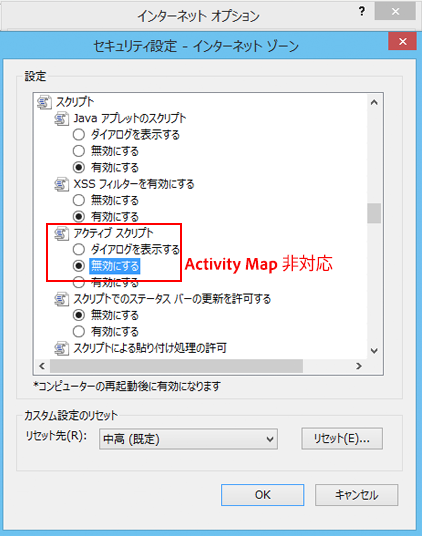 インターネット オプション
セキュリティ設定 - インターネット ゾーン
設定
スクリプト
Java アプレットのスクリプト
ダイアログを表示する
無効にする
有効にする
XSS フィルターを有効にする
無効にする
有効にする
アクティブ スクリプト
ダイアログを表示する
無効にする
Activity Map 非対応
有効にする
スクリプトでのステータス バーの更新を許可する
無効にする
有効にする
スクリプトによる貼り付け処理の許可
*コンピューターの再起動後に有効になります
カスタム設定のリセット
リセット先(R):
中高 (既定)
リセット(E)...
OK
キャンセル